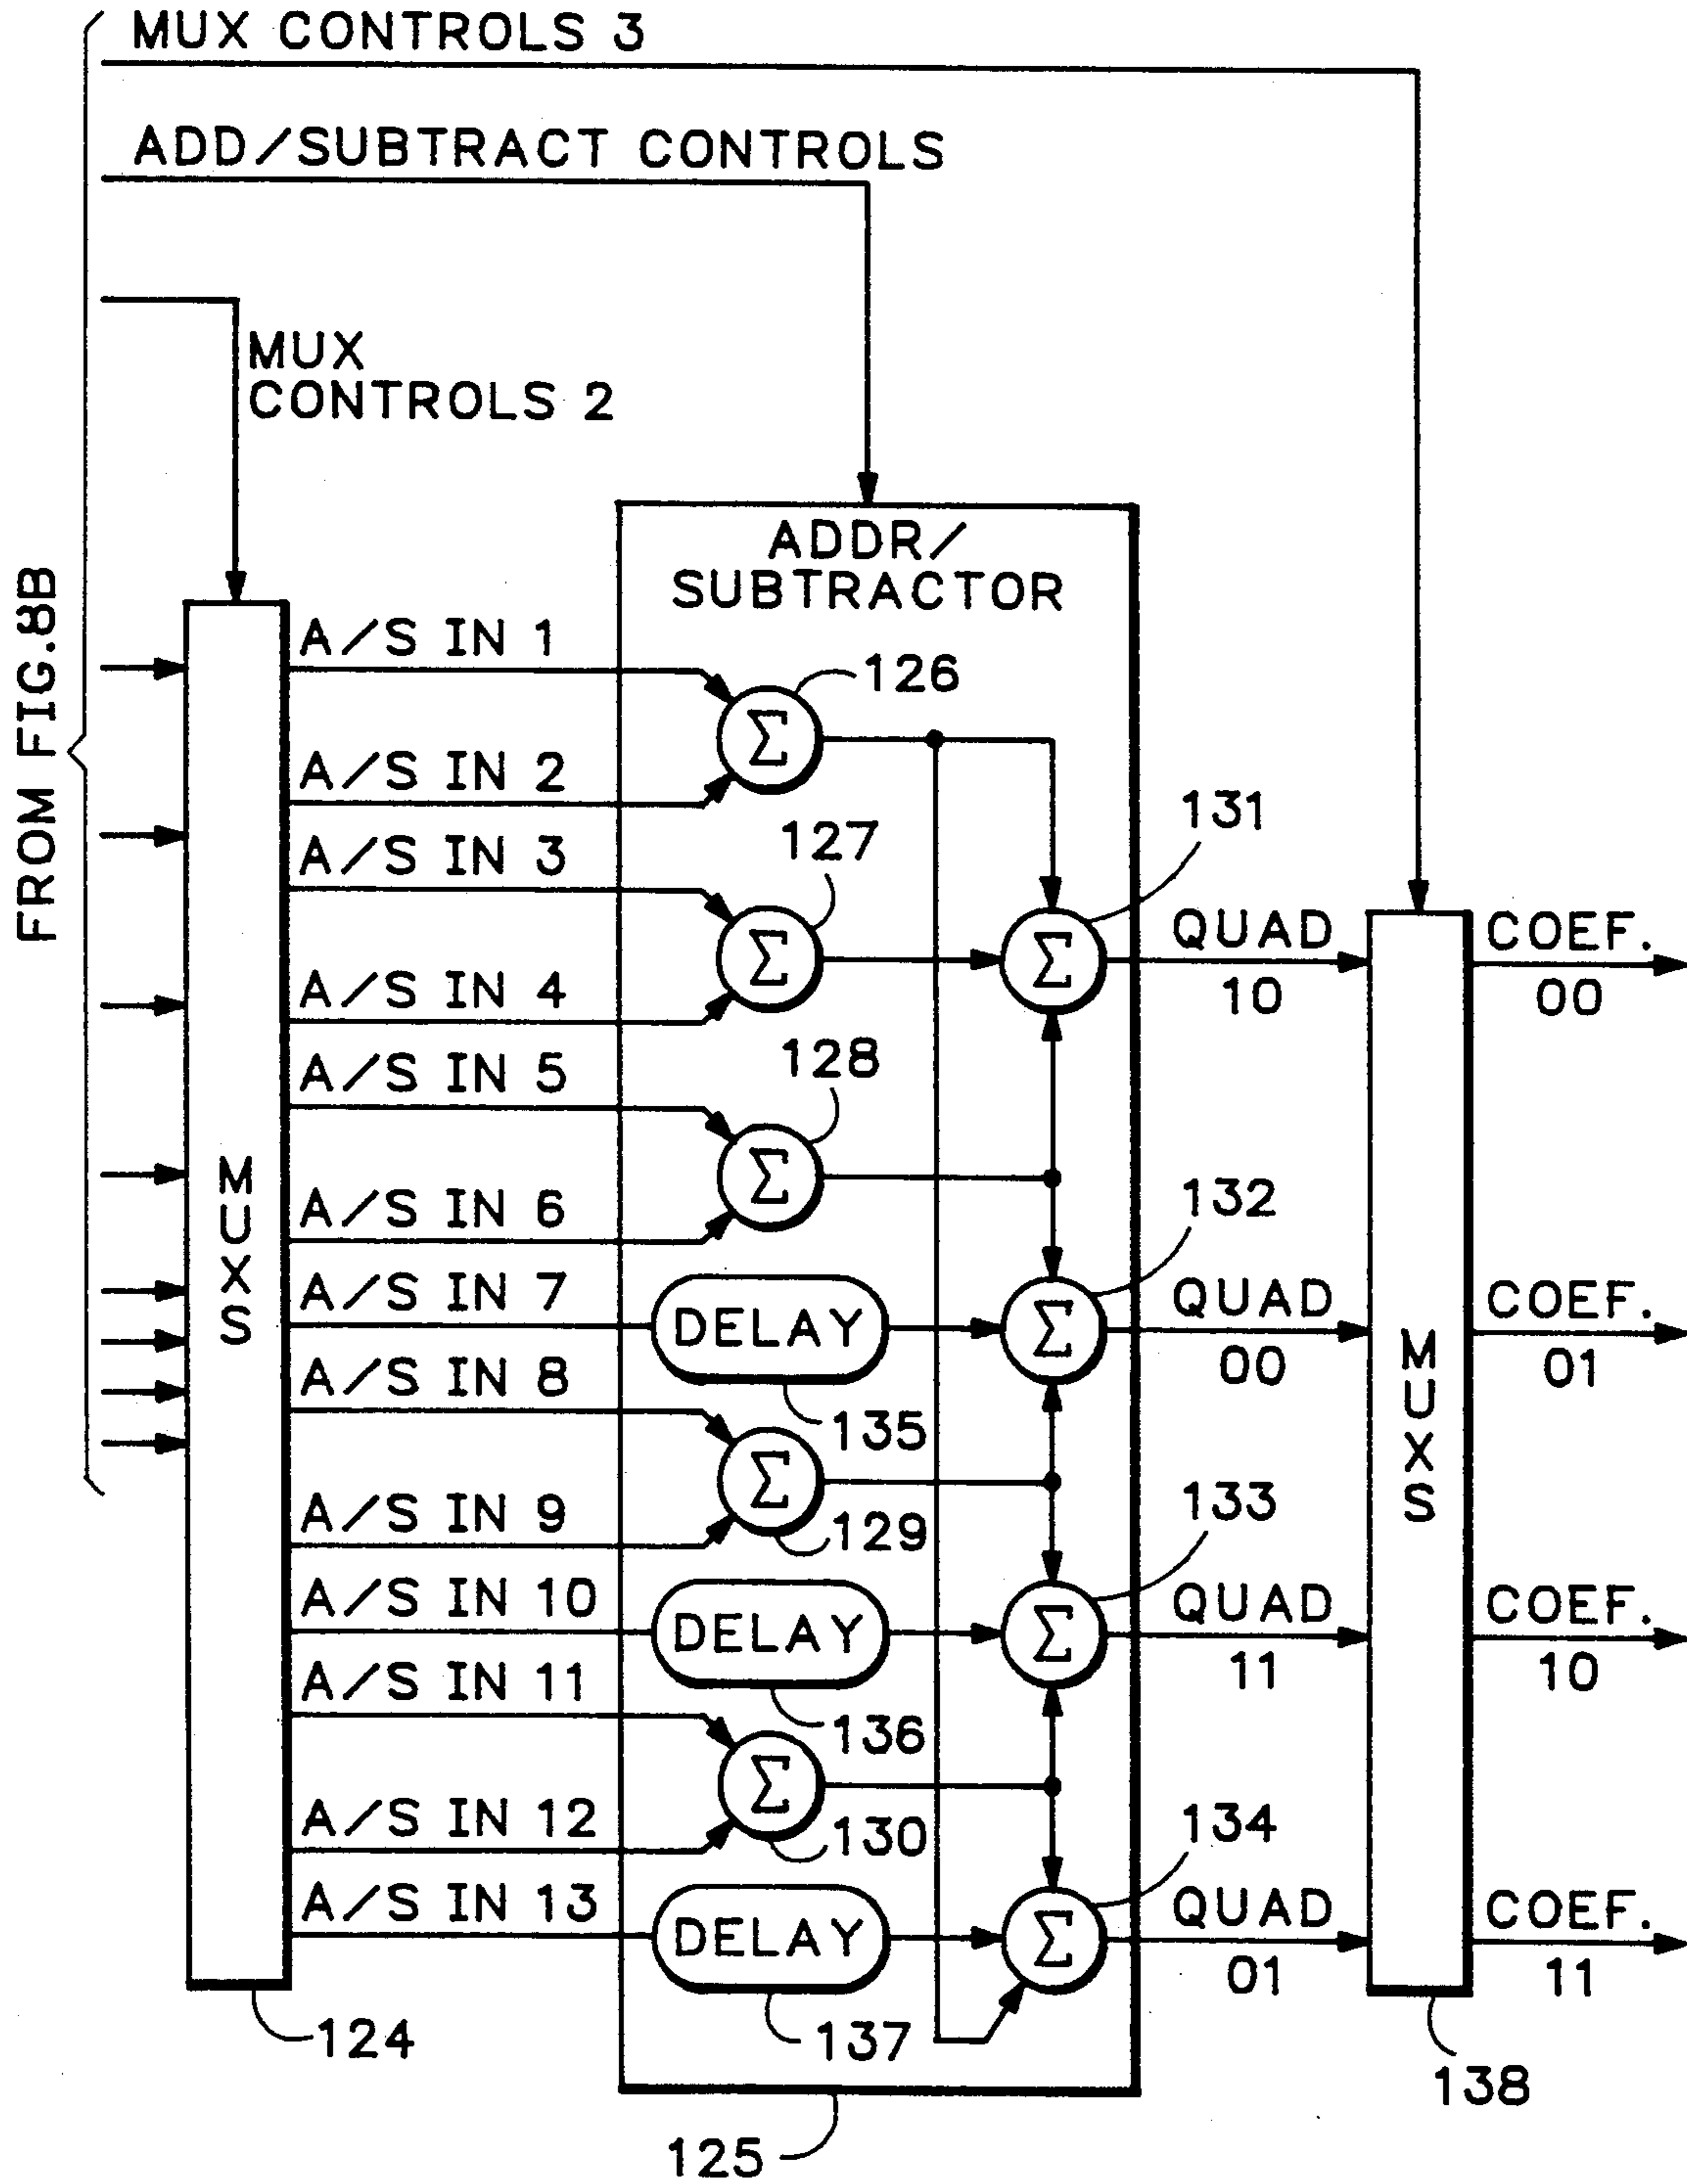 MUX CONTROLS 3
ADD/SUBTRACT CONTROLS
MUX
CONTROLS 2
FROM FIG.8B
ADDR/
SUBTRACTOR
A/S IN 1
126
A/S IN 2
131
127
A/S IN 3
QUAD
10
COEF.
00
A/S IN 4
128
A/S IN 5
MUXS
132
A/S IN 6
A/S IN 7
DELAY
QUAD
00
COEF.
01
A/S IN 8
135
MUXS
133
A/S IN 9
129
A/S IN 10
DELAY
QUAD
11
COEF.
10
A/S IN 11
136
A/S IN 12
130
134
A/S IN 13
DELAY
QUAD
01
COEF.
11
124
137
138
125
Σ
Σ
Σ
Σ
Σ
Σ
Σ
Σ
Σ